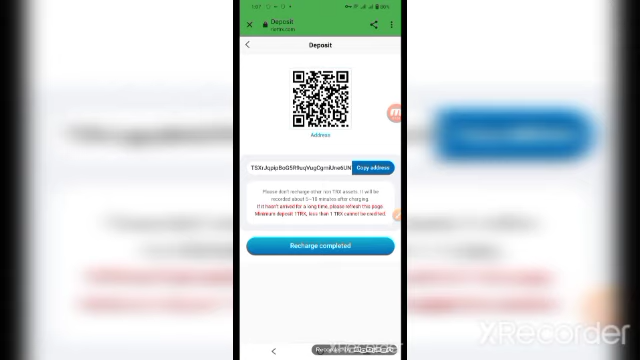 1:07
Deposit
Deposit
Address
Copy address
Please don't recharge other non TRX assets. It will be
recorded about 5~10 minutes after charging.
If it hasn't arrived for a long time, please refresh this page.
Minimum deposit 1TRX, less than 1 TRX cannot be credited.
Recharge completed
XRecorder